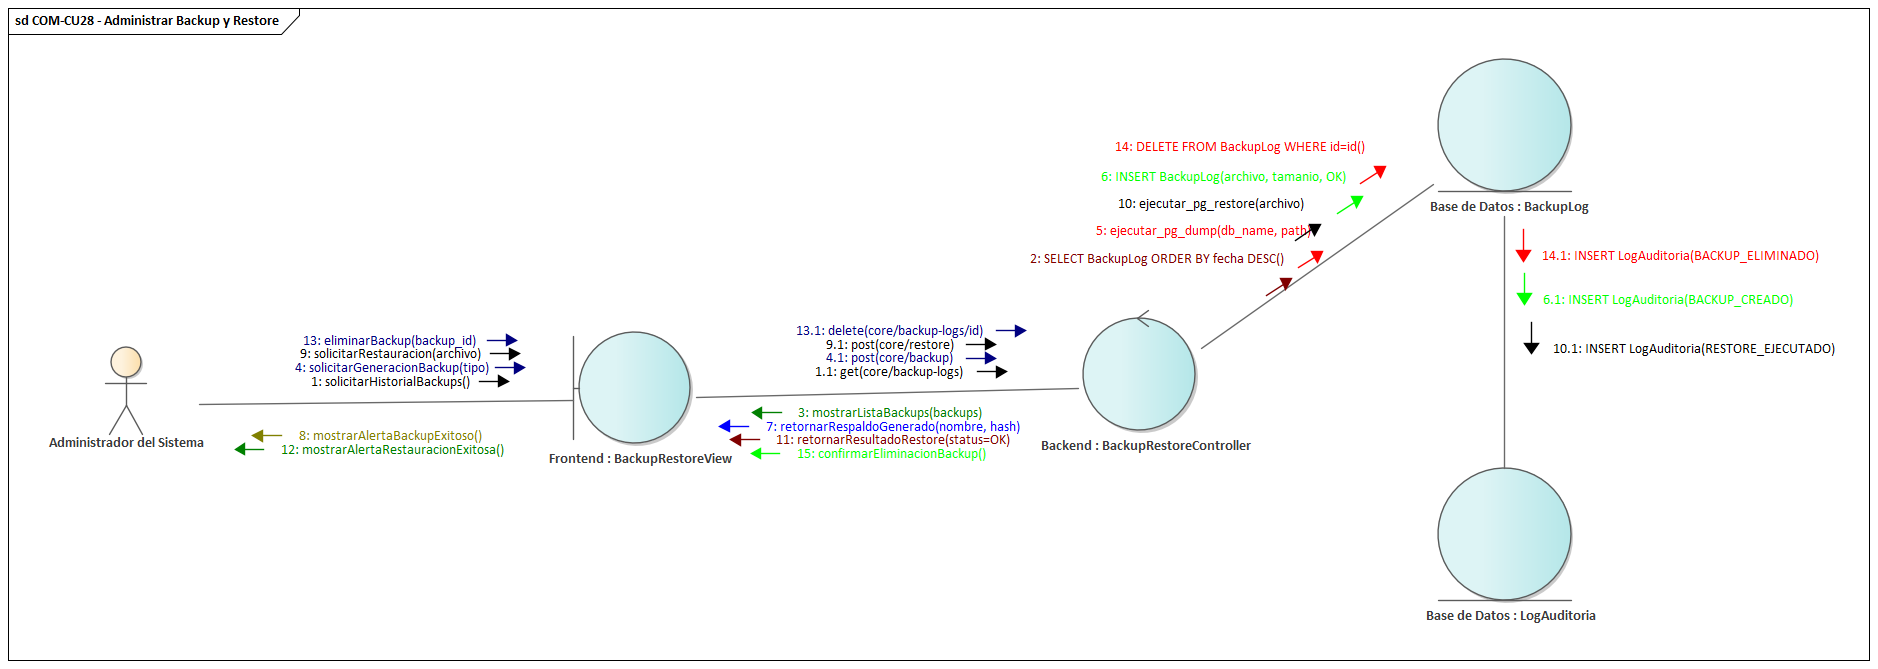 sd COM-CU28 - Administrar Backup y Restore
14: DELETE FROM BackupLog WHERE id=id()
6: INSERT BackupLog(archivo, tamanio, OK)
10: ejecutar_pg_restore(archivo)
5: ejecutar_pg_dump(db_name, path)
2: SELECT BackupLog ORDER BY fecha DESC()
Base de Datos : BackupLog
14.1: INSERT LogAuditoria(BACKUP_ELIMINADO)
6.1: INSERT LogAuditoria(BACKUP_CREADO)
10.1: INSERT LogAuditoria(RESTORE_EJECUTADO)
13: eliminarBackup(backup_id)
9: solicitarRestauracion(archivo)
4: solicitarGeneracionBackup(tipo)
1: solicitarHistorialBackups()
13.1: delete(core/backup-logs/id)
9.1: post(core/restore)
4.1: post(core/backup)
1.1: get(core/backup-logs)
3: mostrarListaBackups(backups)
7: retornarRespaldoGenerado(nombre, hash)
11: retornarResultadoRestore(status=OK)
15: confirmarEliminacionBackup()
8: mostrarAlertaBackupExitoso()
12: mostrarAlertaRestauracionExitosa()
Administrador del Sistema
Frontend : BackupRestoreView
Backend : BackupRestoreController
Base de Datos : LogAuditoria